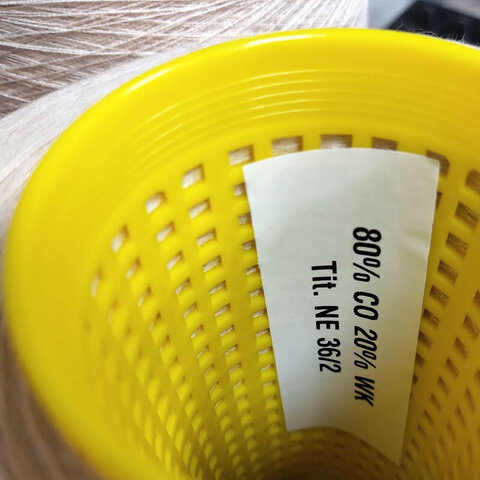 80% CO 20% WK
Tit. NE 36/2